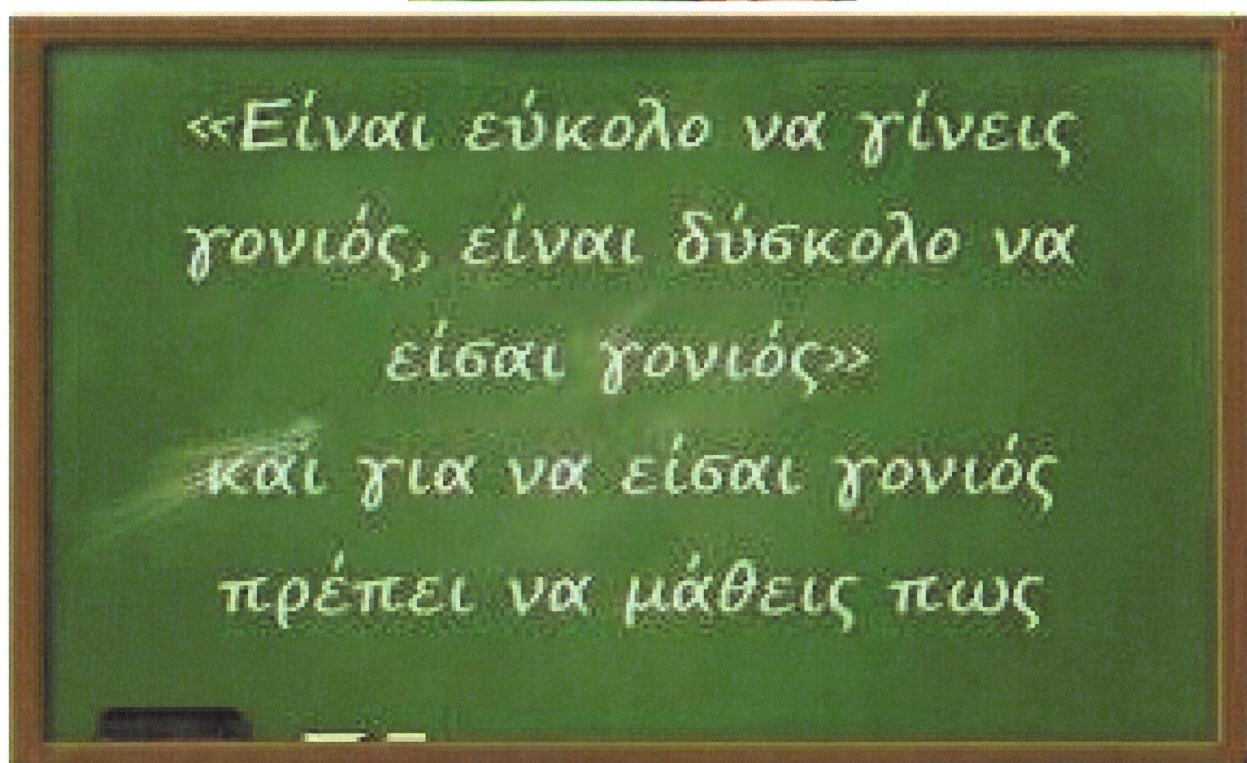 «Είναι εύκολο να γίνεις
γονιός, είναι δύσκολο να
είσαι γονιός»
και για να είσαι γονιός
πρέπει να μάθεις πως